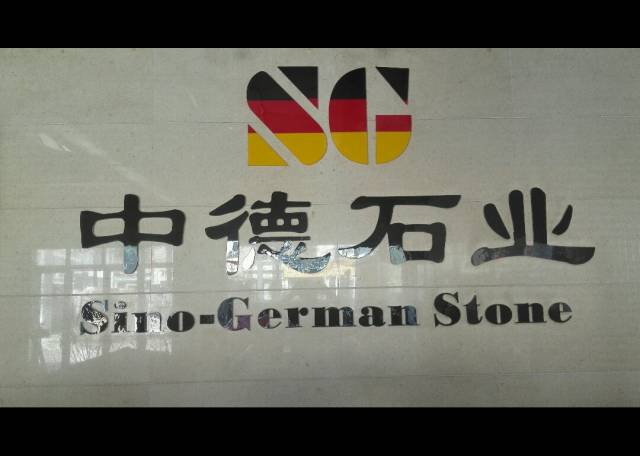 SG
中德石业
Sino-German Stone